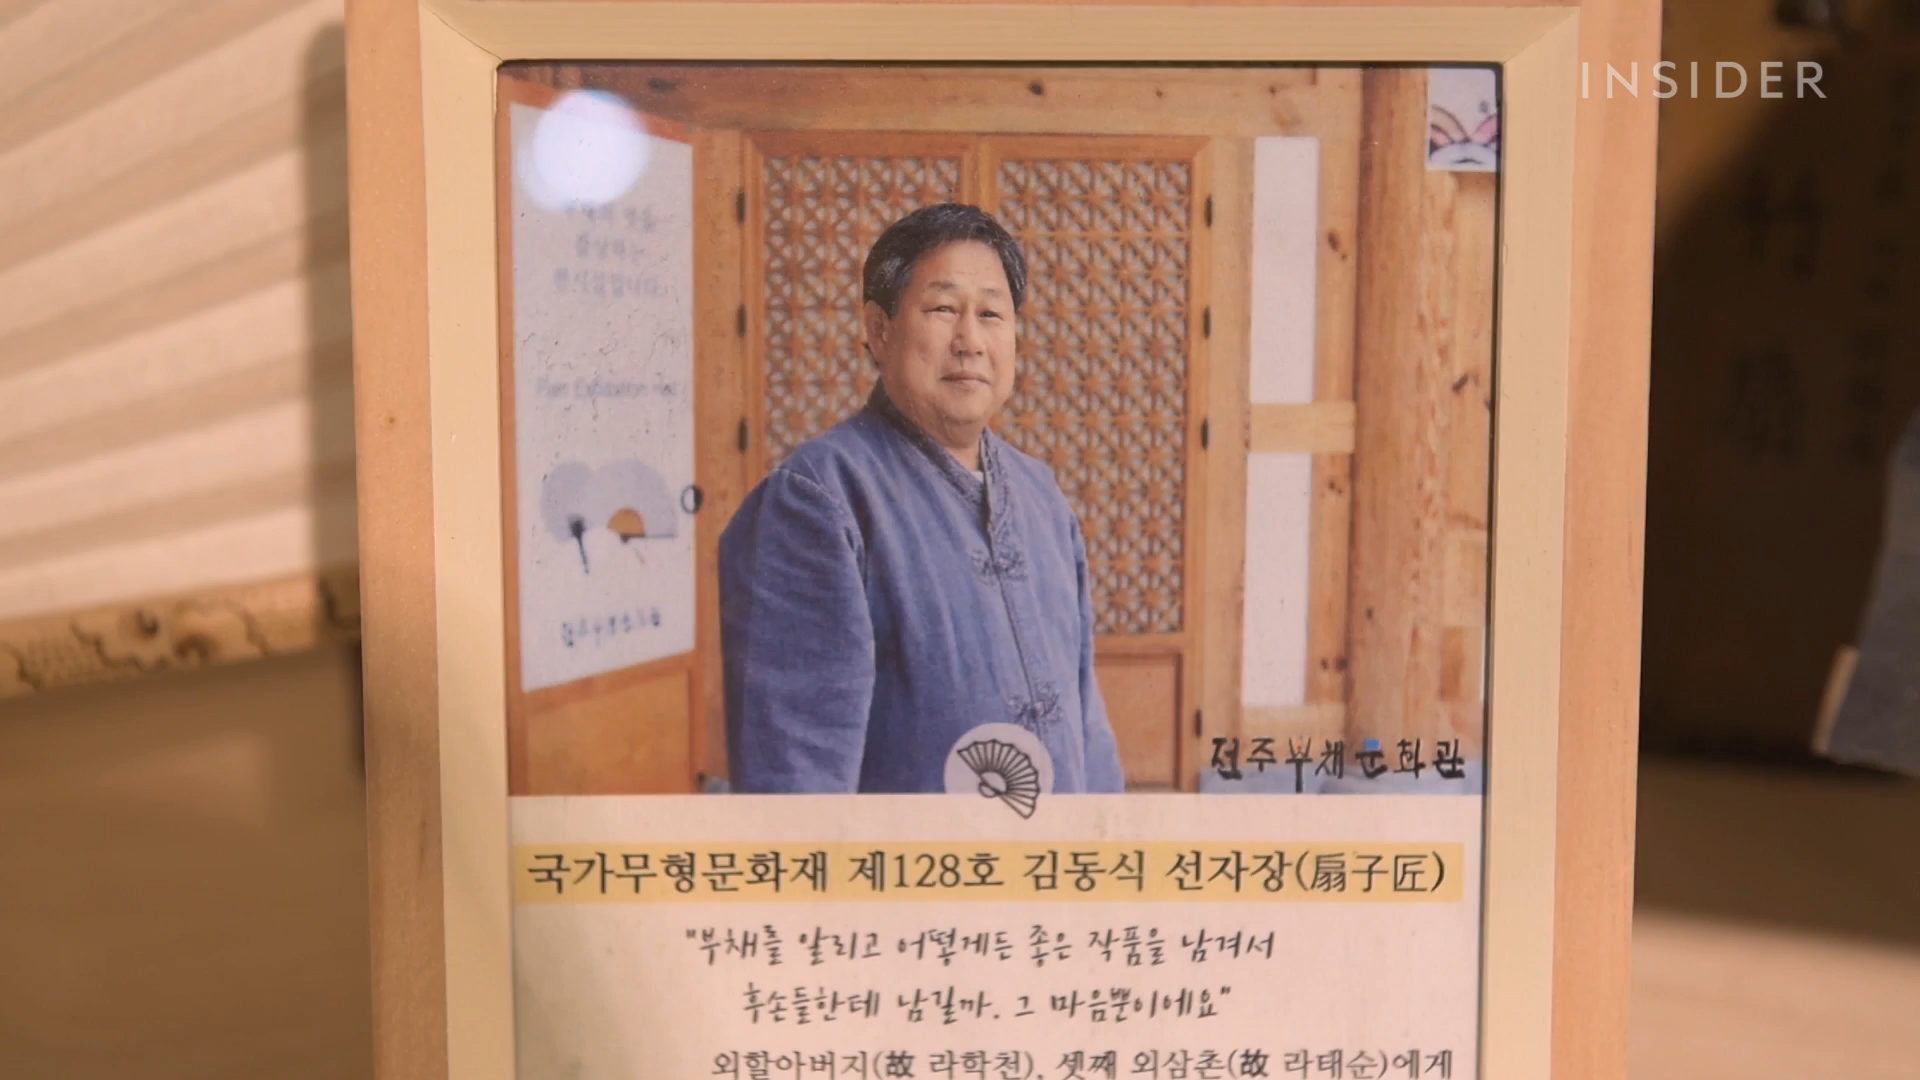 INSIDER
전주부채문화관
국가무형문화재 제128호 김동식 선자장(扇子匠)
"부채를 알리고 어떻게든 좋은 작품을 남겨서
후손들한테 남길까. 그 마음뿐이에요"
외할아버지(故 라학천), 셋째 외삼촌(故 라태순)에게